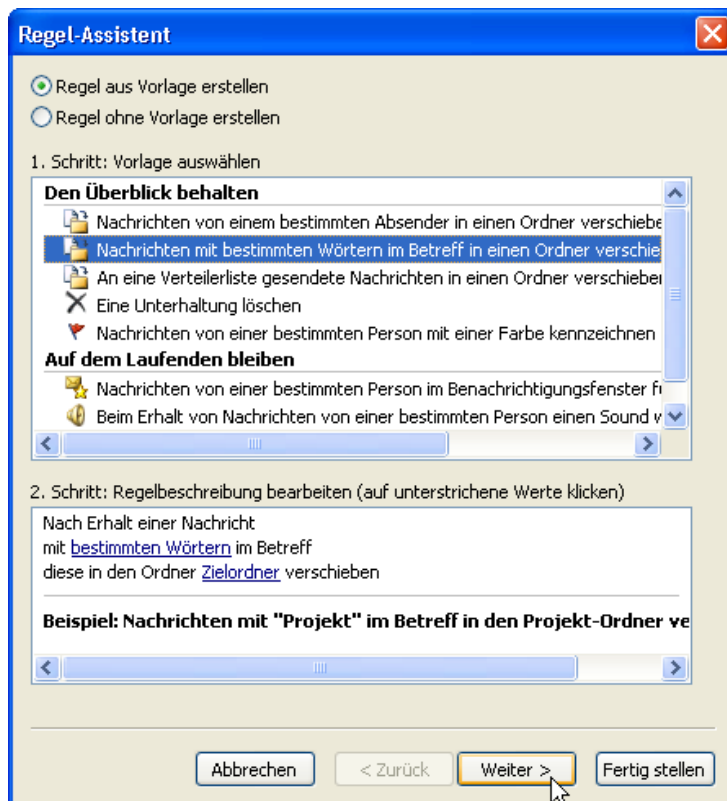 Regel-Assistent
Regel aus Vorlage erstellen
Regel ohne Vorlage erstellen
1. Schritt: Vorlage auswählen
Den Überblick behalten
Nachrichten von einem bestimmten Absender in einen Ordner verschiebe
Nachrichten mit bestimmten Wörtern im Betreff in einen Ordner verschie
An eine Verteilerliste gesendete Nachrichten in einen Ordner verschieben
Eine Unterhaltung löschen
Nachrichten von einer bestimmten Person mit einer Farbe kennzeichnen
Auf dem Laufenden bleiben
Nachrichten von einer bestimmten Person im Benachrichtigungsfenster
Beim Erhalt von Nachrichten von einer bestimmten Person einen Sound
2. Schritt: Regelbeschreibung bearbeiten (auf unterstrichene Werte klicken)
Nach Erhalt einer Nachricht
mit bestimmten Wörtern im Betreff
diese in den Ordner Zielordner verschieben
Beispiel: Nachrichten mit "Projekt" im Betreff in den Projekt-Ordner ve
Abbrechen < Zurück Weiter > Fertig stellen